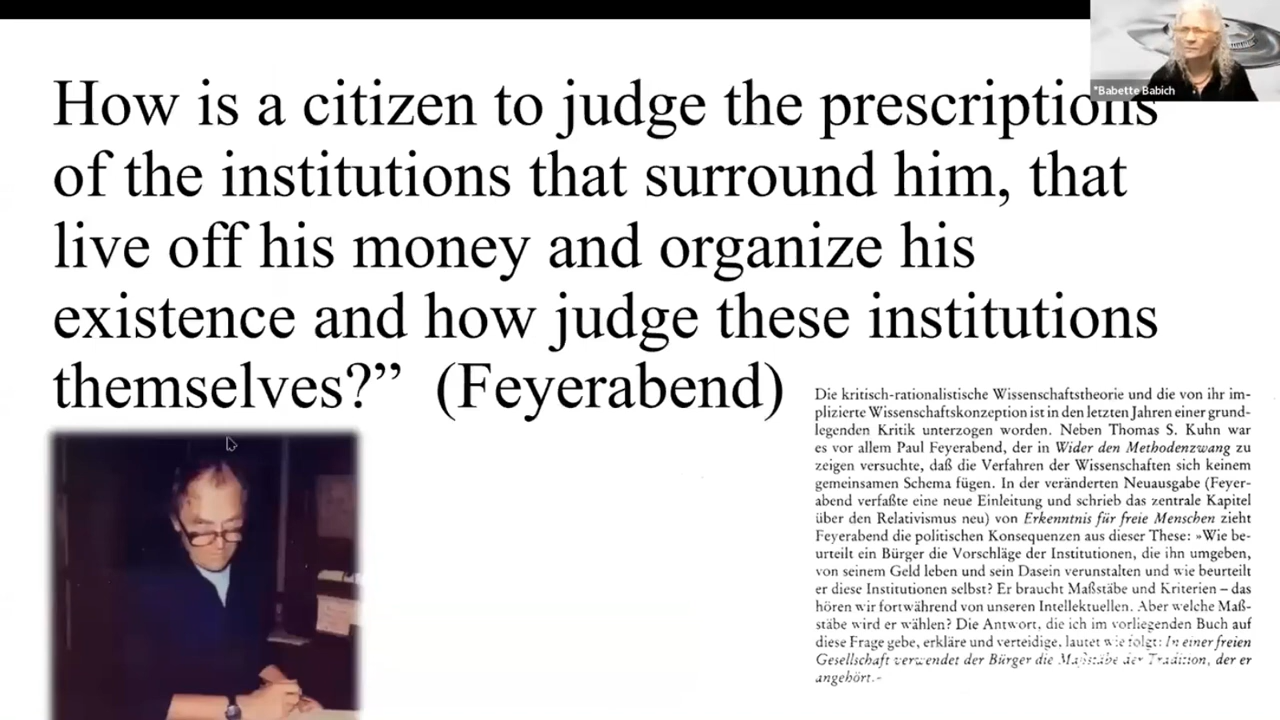 *Babette Babich
How is a citizen to judge the prescriptions
of the institutions that surround him, that
live off his money and organize his
existence and how judge these institutions
themselves?” (Feyerabend)
Die kritisch-rationalistische Wissenschaftstheorie und die von ihr im-
plizierte Wissenschaftskonzeption ist in den letzten Jahren einer grund-
legenden Kritik unterzogen worden. Neben Thomas S. Kuhn war
es vor allem Paul Feyerabend, der in Wider den Methodenzwang zu
zeigen versuchte, daß die Verfahren der Wissenschaften sich keinem
gemeinsamen Schema fügen. In der veränderten Neuausgabe (Feyer-
abend verfaßte eine neue Einleitung und schrieb das zentrale Kapitel
über den Relativismus neu) von Erkenntnis für freie Menschen zieht
Feyerabend die politischen Konsequenzen aus dieser These: »Wie be-
urteilt ein Bürger die Vorschläge der Institutionen, die ihn umgeben,
von seinem Geld leben und sein Dasein verunstalten und wie beurteilt
er diese Institutionen selbst? Er braucht Maßstäbe und Kriterien – das
hören wir fortwährend von unseren Intellektuellen. Aber welche Maß-
stäbe wird er wählen? Die Antwort, die ich im vorliegenden Buch auf
diese Frage gebe, erkläre und verteidige, lautet wie folgt: In einer freien
Gesellschaft verwendet der Bürger die Maßstäbe der Tradition, der er
angehört.«